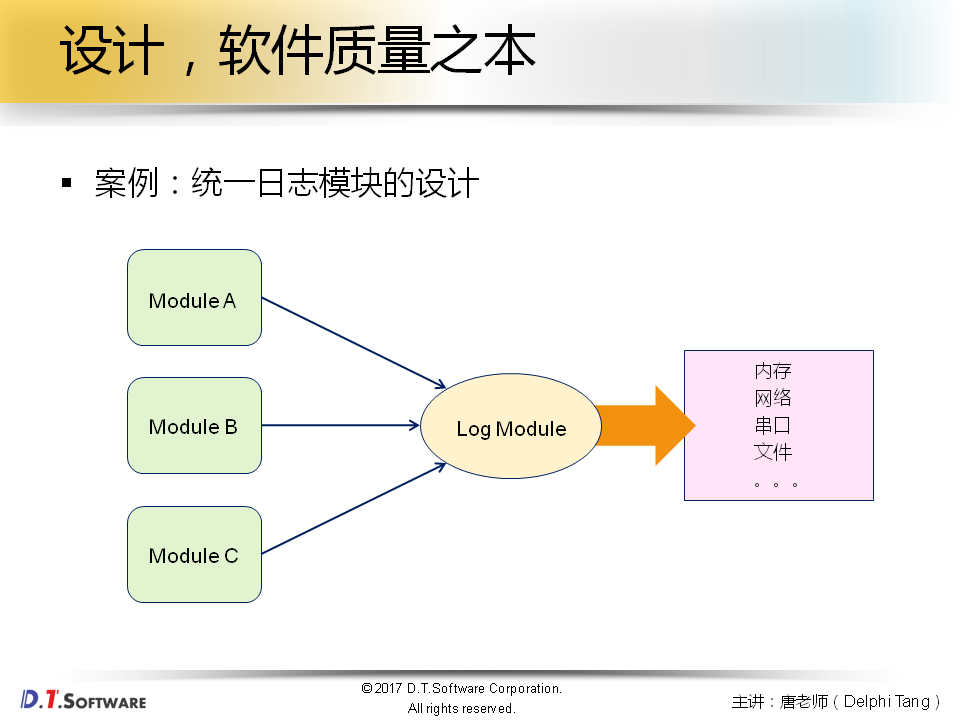 设计，软件质量之本
▪ 案例：统一日志模块的设计
Module A
Module B
Module C
Log Module
内存
网络
串口
文件
。。。
D.T.SOFTWARE
©2017 D.T.Software Corporation.
All rights reserved.
主讲：唐老师（Delphi Tang）